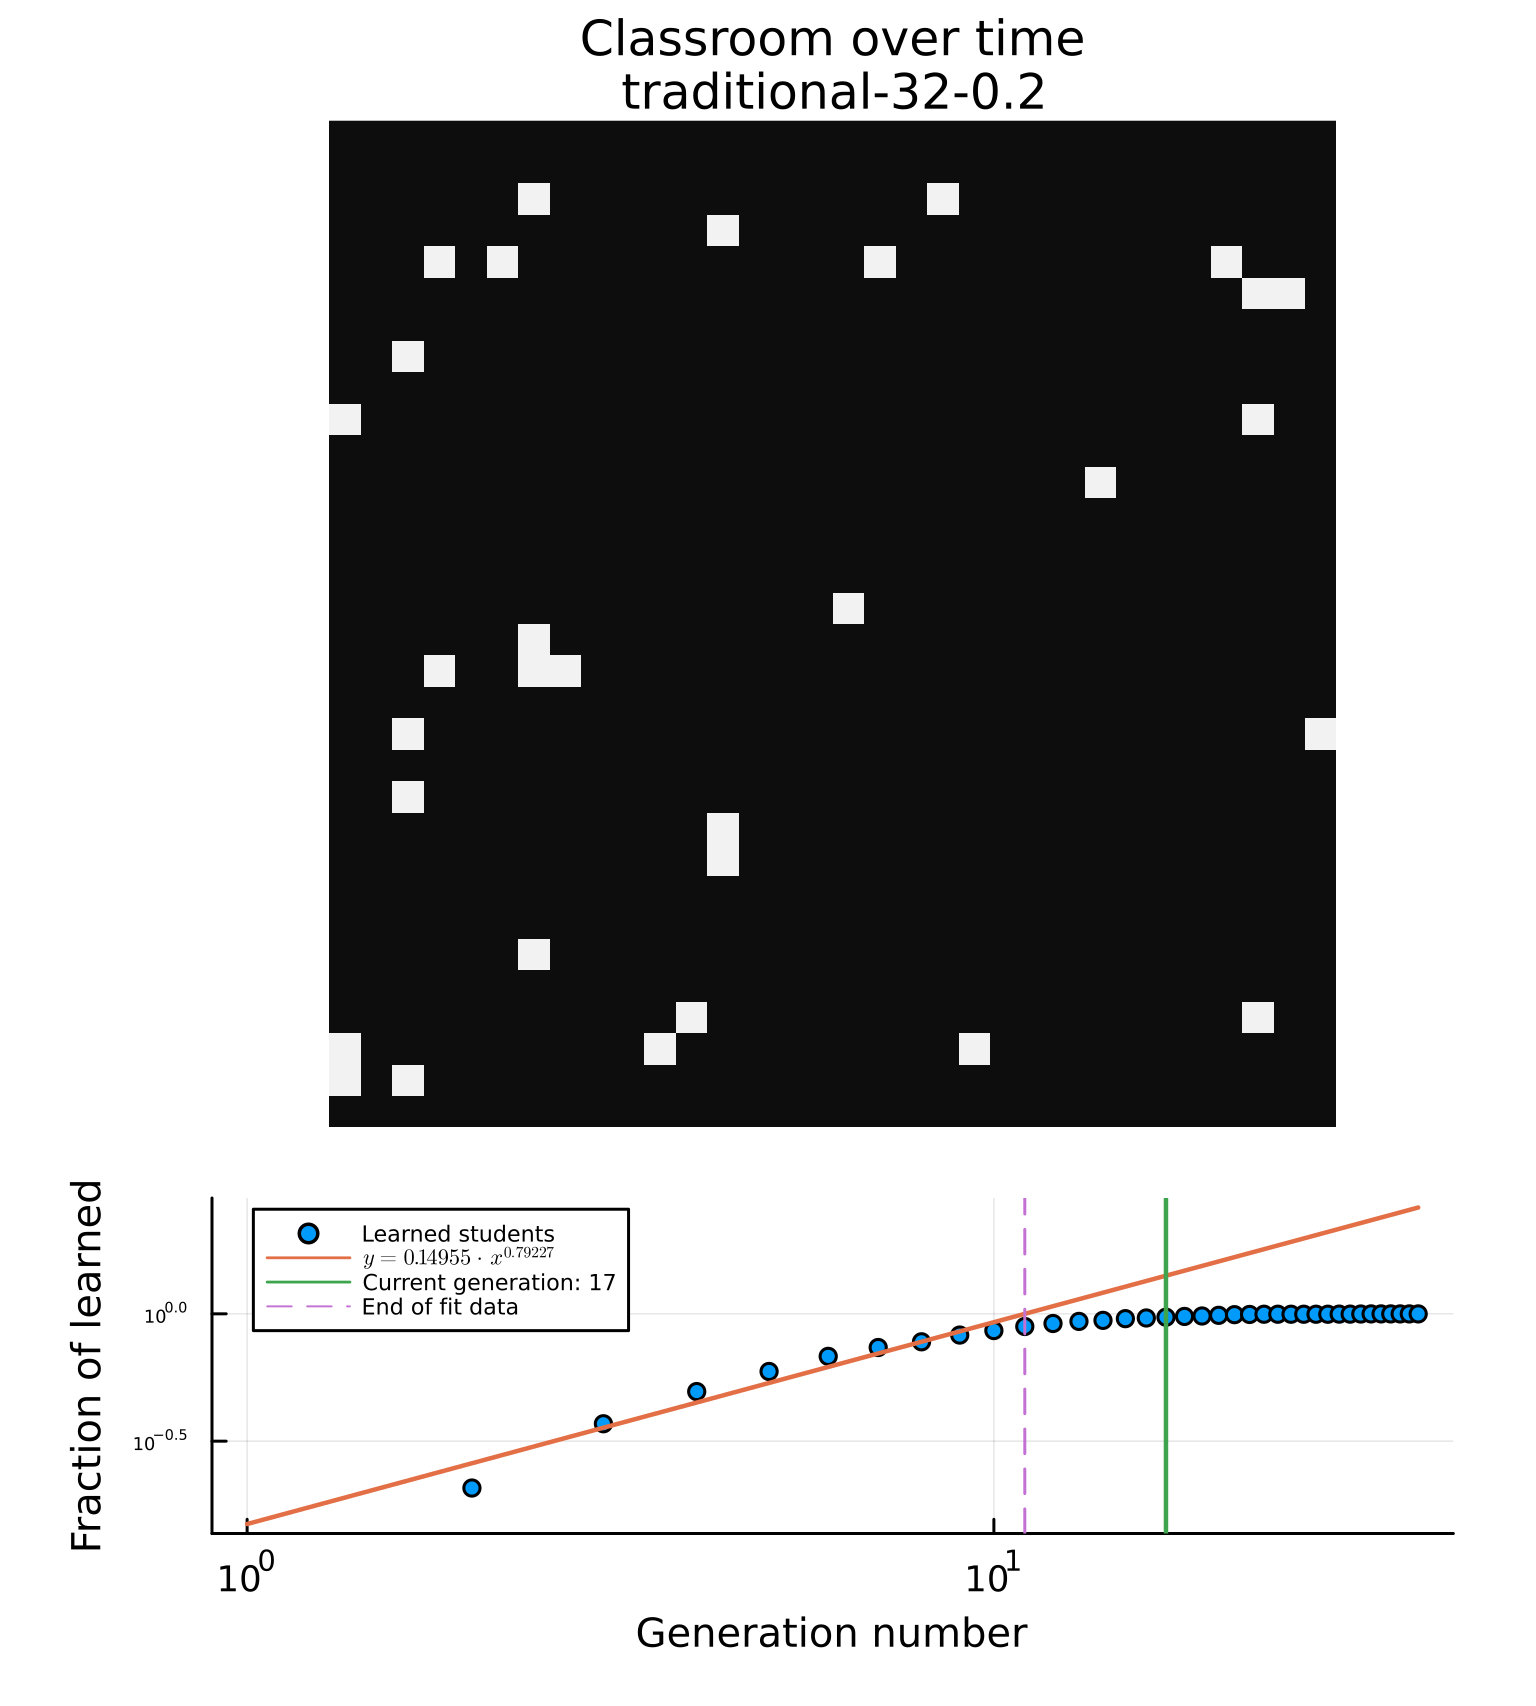 Classroom over time
traditional-32-0.2
Fraction of learned
Learned students
y = 0.14955 · x^0.79227
Current generation: 17
End of fit data
10^0.0
10^−0.5
10^0
10^1
Generation number